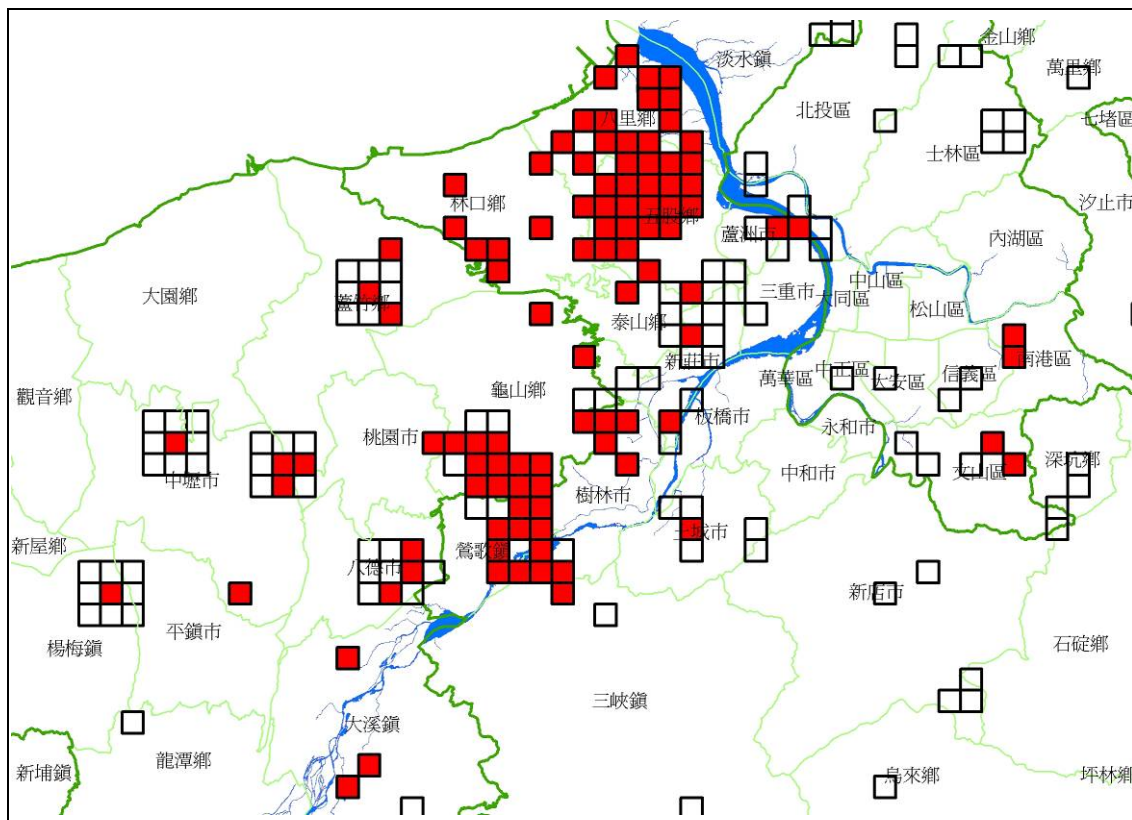 金山鄉
淡水鎮
萬里鄉
北投區
八里鄉
七堵區
士林區
林口鄉
汐止市
五股鄉
蘆洲市
內湖區
中山區
大園鄉
蘆竹鄉
三重市
大同區
松山區
泰山鄉
新莊市
南港區
中正區
信義區
萬華區
大安區
龜山鄉
觀音鄉
板橋市
永和市
桃園市
深坑鄉
中和市
文山區
中壢市
樹林市
土城市
新屋鄉
鶯歌鎮
八德市
新店市
平鎮市
楊梅鎮
石碇鄉
三峽鎮
大溪鎮
龍潭鄉
新埔鎮
烏來鄉
坪林鄉